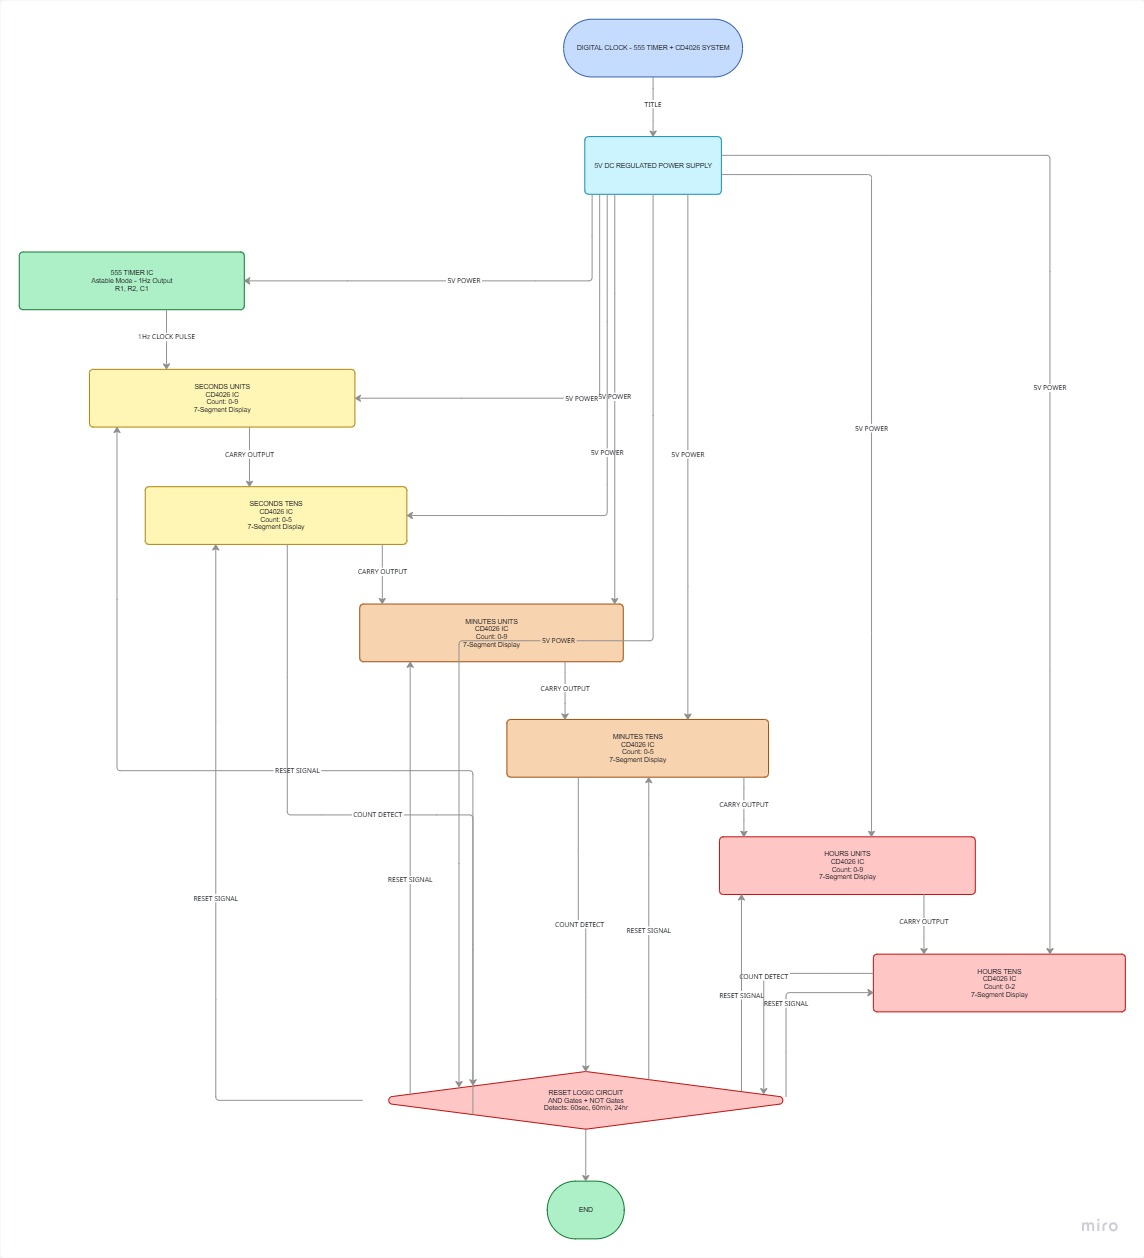 DIGITAL CLOCK - 555 TIMER + CD4026 SYSTEM
TITLE
5V DC REGULATED POWER SUPPLY
555 TIMER IC
Astable Mode - 1Hz Output
R1, R2, C1
5V POWER
1Hz CLOCK PULSE
SECONDS UNITS
CD4026 IC
Count: 0-9
7-Segment Display
5V POWER
5V POWER
5V POWER
5V POWER
5V POWER
5V POWER
CARRY OUTPUT
SECONDS TENS
CD4026 IC
Count: 0-5
7-Segment Display
CARRY OUTPUT
MINUTES UNITS
CD4026 IC
Count: 0-9
7-Segment Display
5V POWER
CARRY OUTPUT
MINUTES TENS
CD4026 IC
Count: 0-5
7-Segment Display
RESET SIGNAL
COUNT DETECT
CARRY OUTPUT
HOURS UNITS
CD4026 IC
Count: 0-9
7-Segment Display
RESET SIGNAL
RESET SIGNAL
COUNT DETECT
RESET SIGNAL
CARRY OUTPUT
HOURS TENS
CD4026 IC
Count: 0-2
7-Segment Display
COUNT DETECT
RESET SIGNAL
RESET SIGNAL
RESET LOGIC CIRCUIT
AND Gates + NOT Gates
Detects: 60sec, 60min, 24hr
END
miro